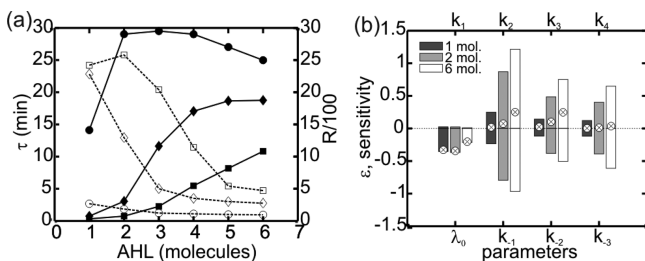 (a)
30
25
20
15
10
5
0
τ (min)
30
25
20
15
10
5
0
R/100
0 1 2 3 4 5 6 7
AHL (molecules)
(b)
k₁ k₂ k₃ k₄
1.5
1
0.5
0
-0.5
-1
-1.5
ε, sensitivity
1 mol.
2 mol.
6 mol.
λ₀ k₋₁ k₋₂ k₋₃
parameters